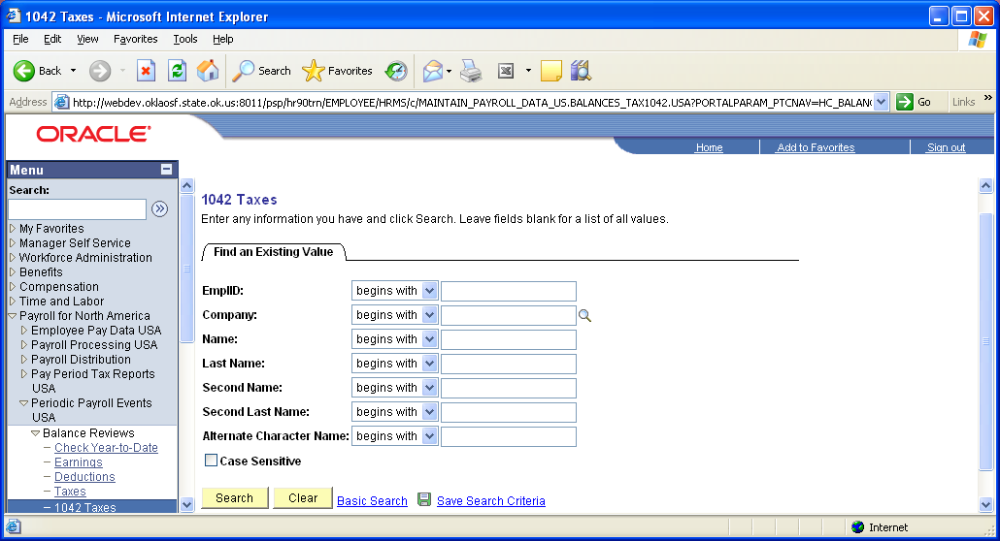 1042 Taxes - Microsoft Internet Explorer
File Edit View Favorites Tools Help
Back Search Favorites
Address http://webdev.oklaosf.state.ok.us:8011/psp/hr90trn/EMPLOYEE/HRMS/c/MAINTAIN_PAYROLL_DATA_US.BALANCES_TAX1042.USA?PORTALPARAM_PTCNAV=HC_BALAN Go Links »
ORACLE
Home Add to Favorites Sign out
Menu
Search:
My Favorites
Manager Self Service
Workforce Administration
Benefits
Compensation
Time and Labor
Payroll for North America
Employee Pay Data USA
Payroll Processing USA
Payroll Distribution
Pay Period Tax Reports
USA
Periodic Payroll Events
USA
Balance Reviews
– Check Year-to-Date
– Earnings
– Deductions
– Taxes
– 1042 Taxes
1042 Taxes
Enter any information you have and click Search. Leave fields blank for a list of all values.
Find an Existing Value
EmplID: begins with
Company: begins with
Name: begins with
Last Name: begins with
Second Name: begins with
Second Last Name: begins with
Alternate Character Name: begins with
Case Sensitive
Search Clear Basic Search Save Search Criteria
Internet